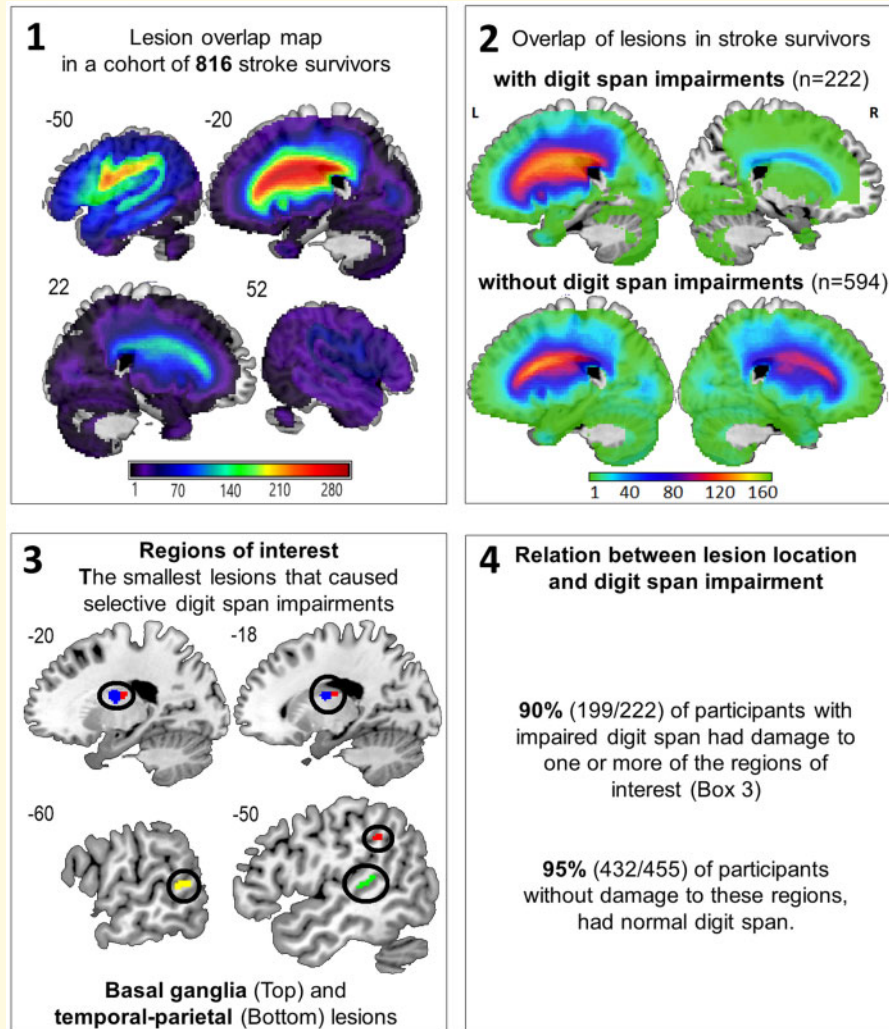 1
Lesion overlap map
in a cohort of 816 stroke survivors
-50
-20
22
52
1 70 140 210 280
2 Overlap of lesions in stroke survivors
with digit span impairments (n=222)
L
R
without digit span impairments (n=594)
1 40 80 120 160
3 Regions of interest
The smallest lesions that caused
selective digit span impairments
-20
-18
-60
-50
Basal ganglia (Top) and
temporal-parietal (Bottom) lesions
4 Relation between lesion location
and digit span impairment
90% (199/222) of participants with
impaired digit span had damage to
one or more of the regions of
interest (Box 3)
95% (432/455) of participants
without damage to these regions,
had normal digit span.